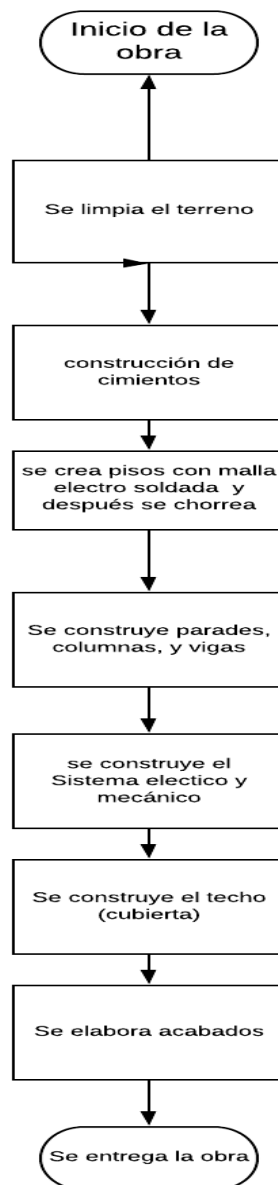 Inicio de la
obra
Se limpia el terreno
construcción de
cimientos
se crea pisos con malla
electro soldada y
después se chorrea
Se construye parades,
columnas, y vigas
se construye el
Sistema electico y
mecánico
Se construye el techo
(cubierta)
Se elabora acabados
Se entrega la obra